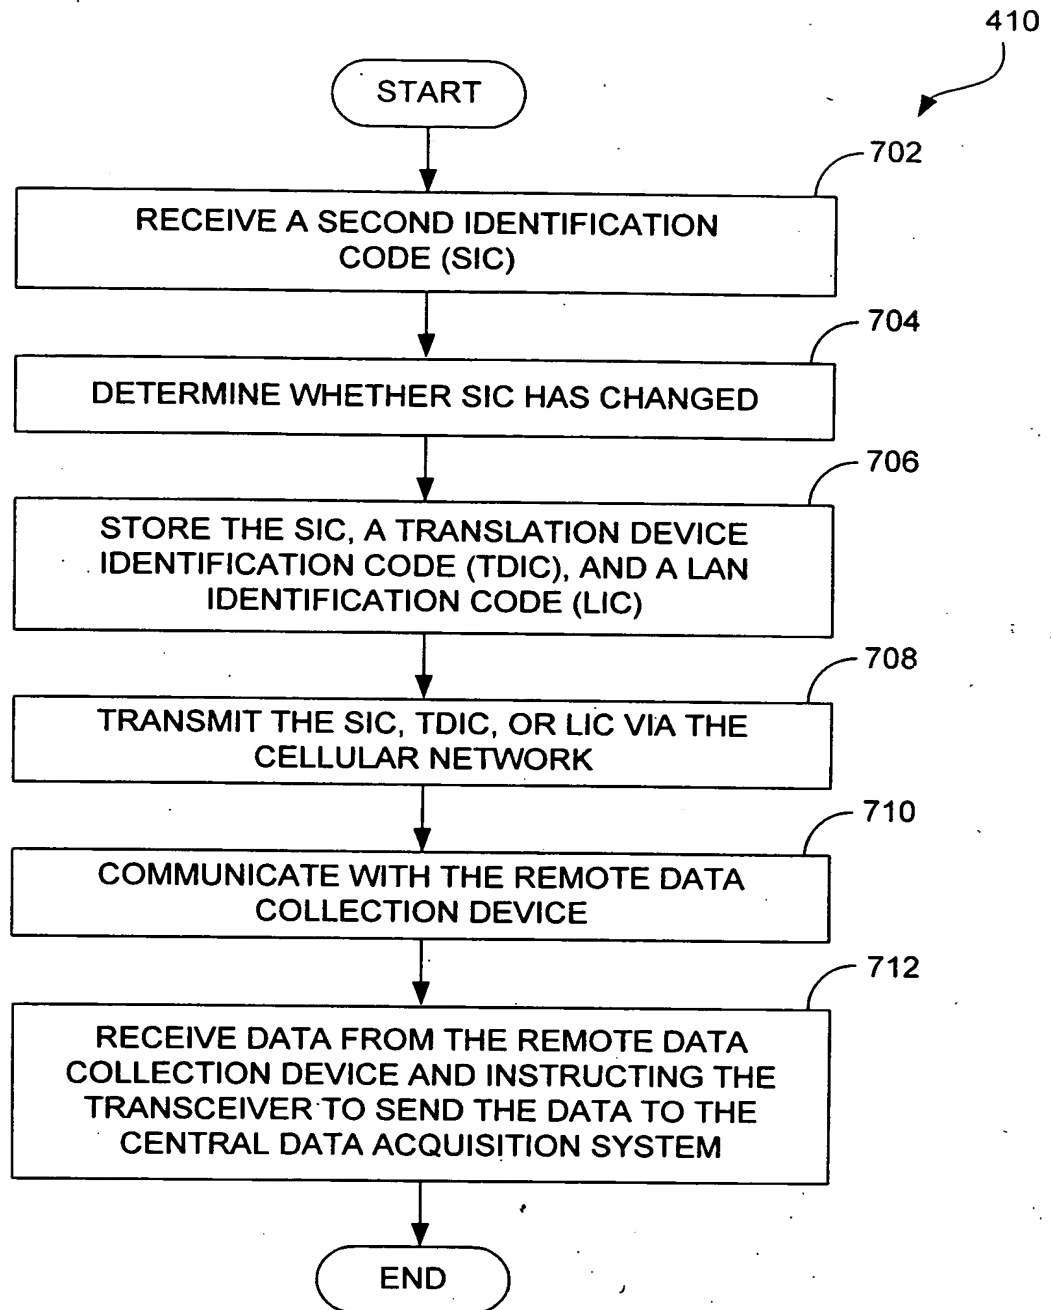 410
START
702
RECEIVE A SECOND IDENTIFICATION
CODE (SIC)
704
DETERMINE WHETHER SIC HAS CHANGED
706
STORE THE SIC, A TRANSLATION DEVICE
IDENTIFICATION CODE (TDIC), AND A LAN
IDENTIFICATION CODE (LIC)
708
TRANSMIT THE SIC, TDIC, OR LIC VIA THE
CELLULAR NETWORK
710
COMMUNICATE WITH THE REMOTE DATA
COLLECTION DEVICE
712
RECEIVE DATA FROM THE REMOTE DATA
COLLECTION DEVICE AND INSTRUCTING THE
TRANSCEIVER TO SEND THE DATA TO THE
CENTRAL DATA ACQUISITION SYSTEM
END